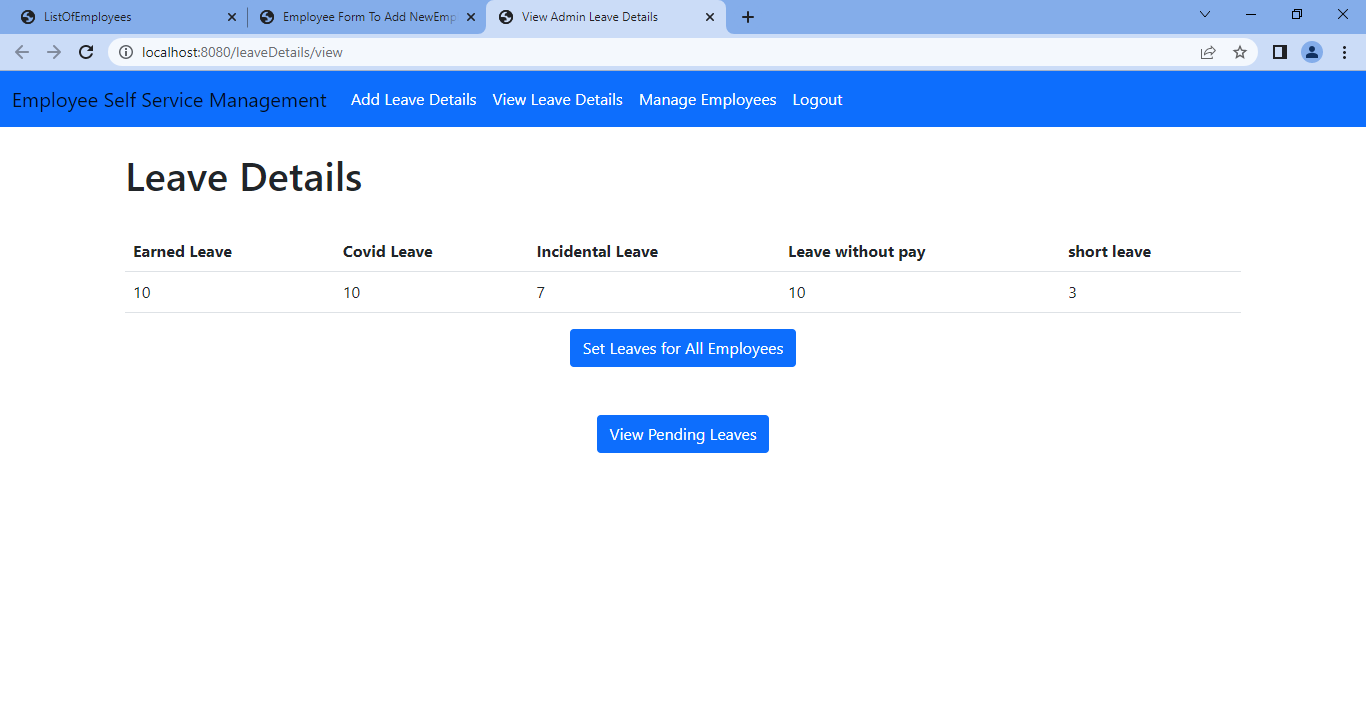 ListOfEmployees
Employee Form To Add NewEmp
View Admin Leave Details
localhost:8080/leaveDetails/view
Employee Self Service Management Add Leave Details View Leave Details Manage Employees Logout
Leave Details
Earned Leave Covid Leave Incidental Leave Leave without pay short leave
10 10 7 10 3
Set Leaves for All Employees
View Pending Leaves